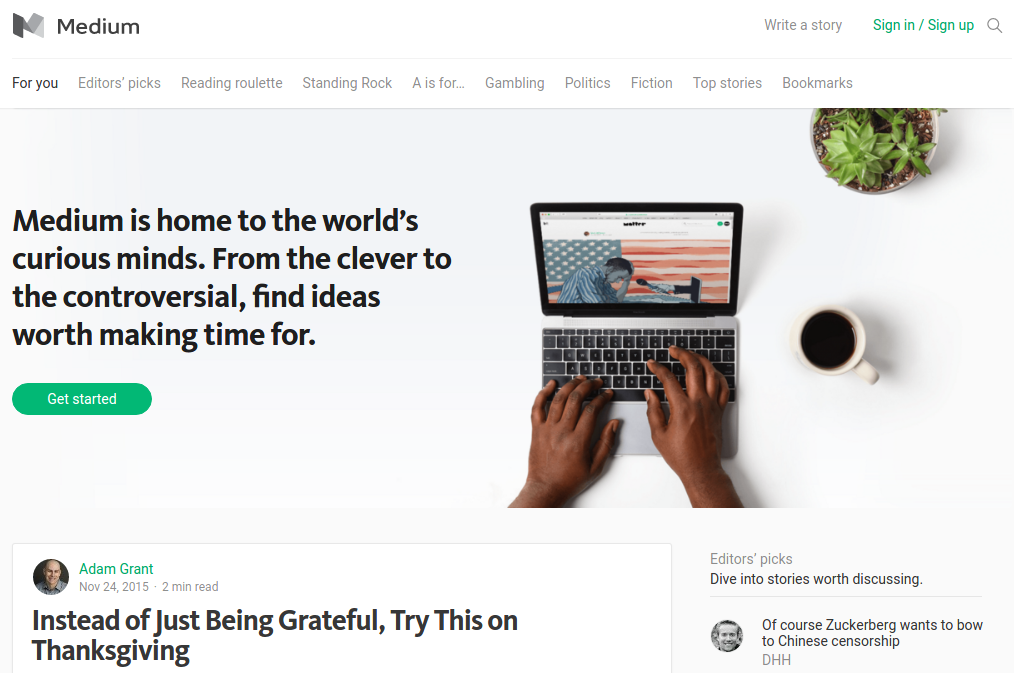 Medium
Write a story
Sign in / Sign up
For you
Editors’ picks
Reading roulette
Standing Rock
A is for...
Gambling
Politics
Fiction
Top stories
Bookmarks
Medium is home to the world’s
curious minds. From the clever to
the controversial, find ideas
worth making time for.
Get started
Adam Grant
Nov 24, 2015 · 2 min read
Instead of Just Being Grateful, Try This on
Thanksgiving
Editors’ picks
Dive into stories worth discussing.
Of course Zuckerberg wants to bow
to Chinese censorship
DHH